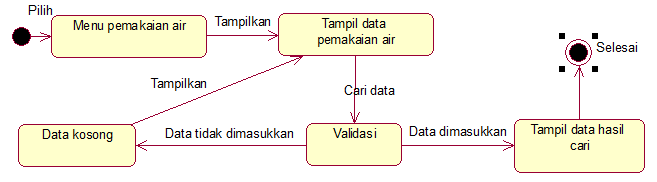 Pilih
Menu pemakaian air
Tampilkan
Tampil data
pemakaian air
Selesai
Tampilkan
Cari data
Data kosong
Data tidak dimasukkan
Validasi
Data dimasukkan
Tampil data hasil
cari